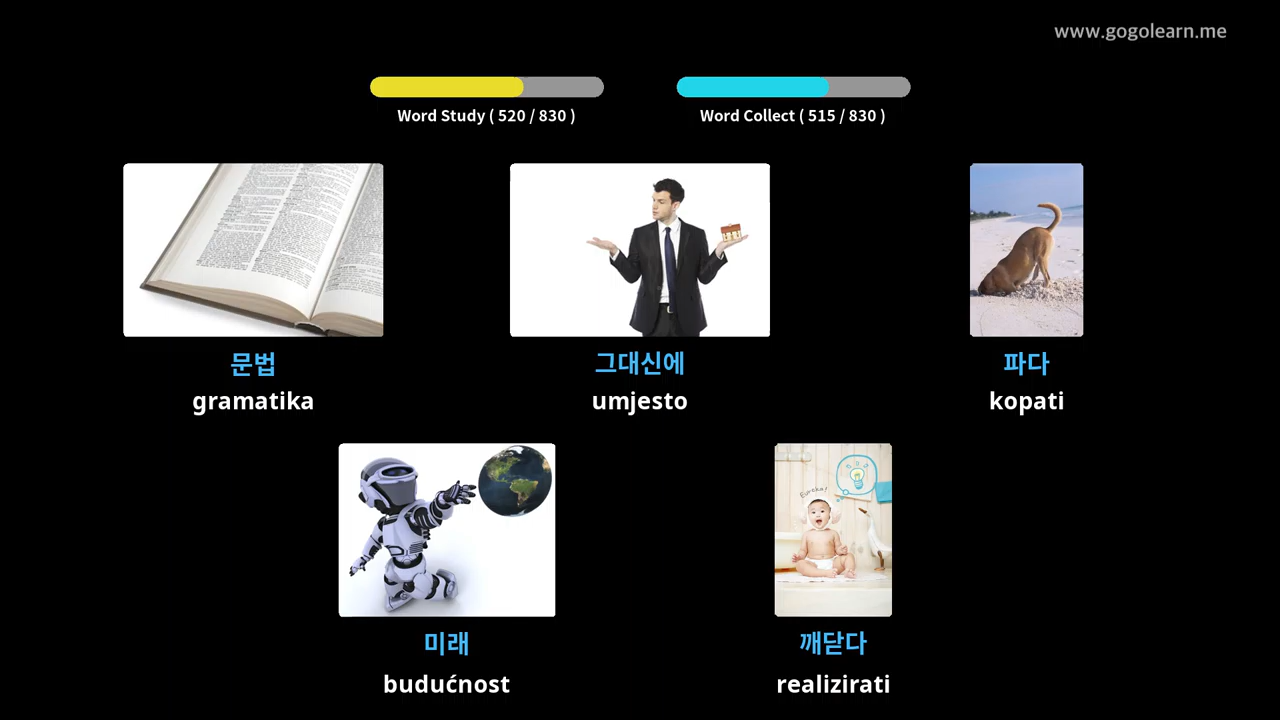 www.gogolearn.me
Word Study ( 520 / 830 )
Word Collect ( 515 / 830 )
문법
gramatika
그대신에
umjesto
파다
kopati
Eureka!
미래
budućnost
깨닫다
realizirati